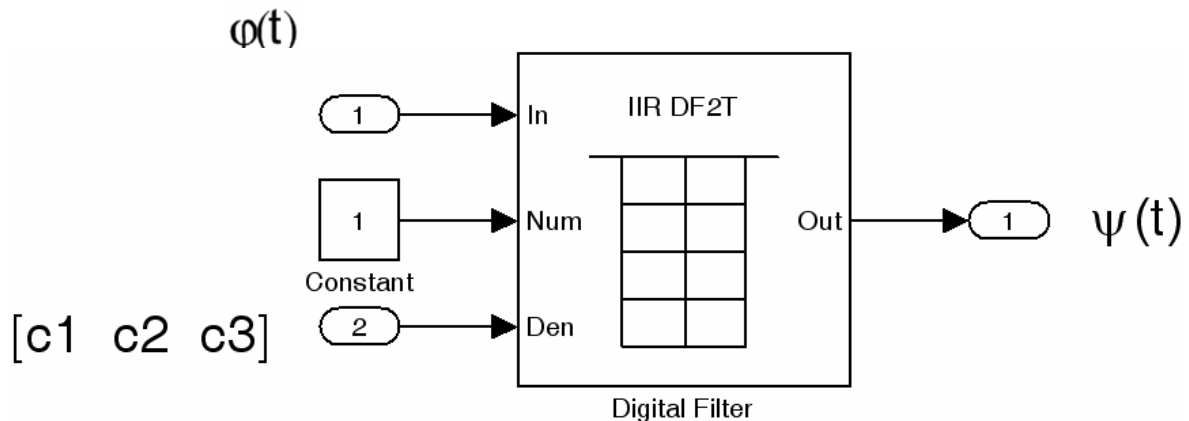 φ(t)
1
In
IIR DF2T
1
Num
Out
1
ψ(t)
Constant
[c1 c2 c3]
2
Den
Digital Filter